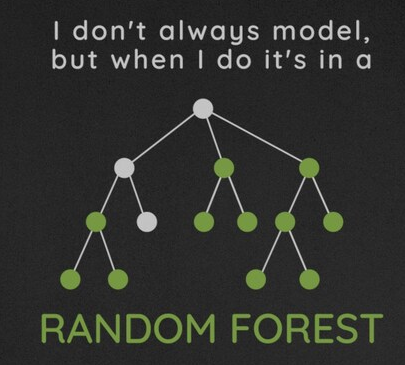 I don't always model,
but when I do it's in a
RANDOM FOREST